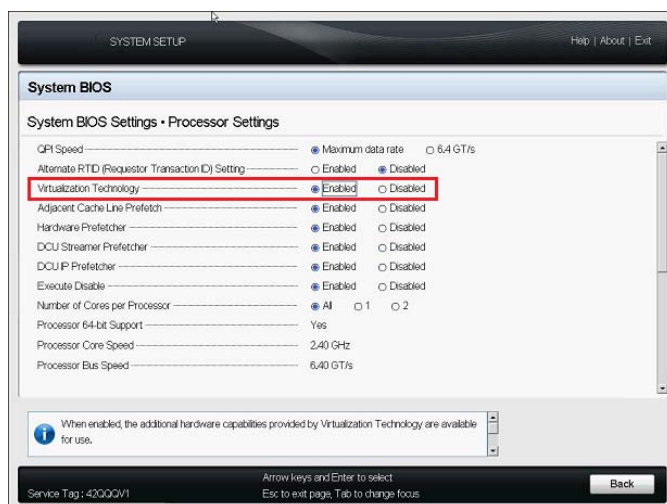 SYSTEM SETUP
Help | About | Exit
System BIOS
System BIOS Settings • Processor Settings
QPI Speed Maximum data rate 6.4 GT/s
Alternate RTID (Requestor Transaction ID) Setting Enabled Disabled
Virtualization Technology Enabled Disabled
Adjacent Cache Line Prefetch Enabled Disabled
Hardware Prefetcher Enabled Disabled
DCU Streamer Prefetcher Enabled Disabled
DCU IP Prefetcher Enabled Disabled
Execute Disable Enabled Disabled
Number of Cores per Processor All 1 2
Processor 64-bit Support Yes
Processor Core Speed 2.40 GHz
Processor Bus Speed 6.40 GT/s
When enabled, the additional hardware capabilities provided by Virtualization Technology are available
for use.
Service Tag : 42QQQV1
Arrow keys and Enter to select
Esc to exit page, Tab to change focus
Back